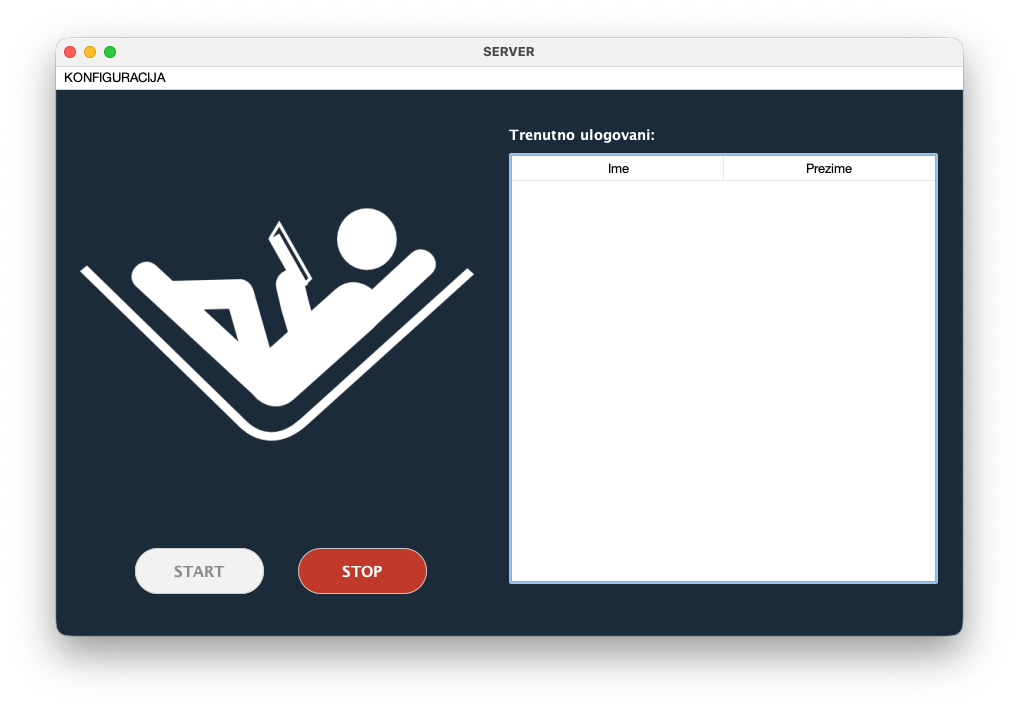 SERVER
KONFIGURACIJA
Trenutno ulogovani:
Ime Prezime
START STOP